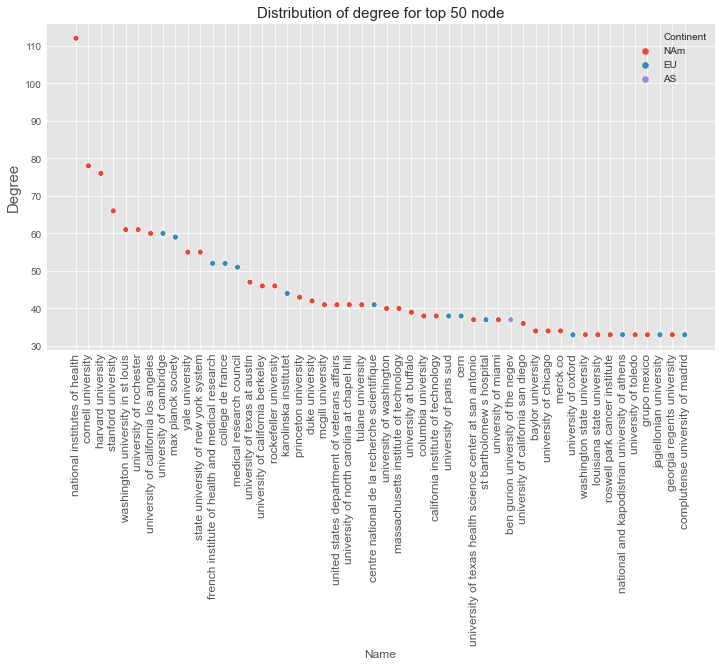 Distribution of degree for top 50 node
Continent
NAm
EU
AS
Degree
110
100
90
80
70
60
50
40
30
national institutes of health
cornell university
harvard university
stanford university
washington university in st louis
university of rochester
university of california los angeles
university of cambridge
max planck society
yale university
state university of new york system
french institute of health and medical research
college de france
medical research council
university of texas at austin
university of california berkeley
rockefeller university
karolinska institutet
princeton university
duke university
mcgill university
united states department of veterans affairs
university of north carolina at chapel hill
tulane university
centre national de la recherche scientifique
university of washington
massachusetts institute of technology
university at buffalo
columbia university
california institute of technology
university of paris sud
cern
university of texas health science center at san antonio
st bartholomew s hospital
university of miami
ben gurion university of the negev
university of california san diego
baylor university
university of chicago
merck co
university of oxford
washington state university
louisiana state university
roswell park cancer institute
national and kapodistrian university of athens
university of toledo
grupo mexico
jagiellonian university
georgia regents university
complutense university of madrid
Name